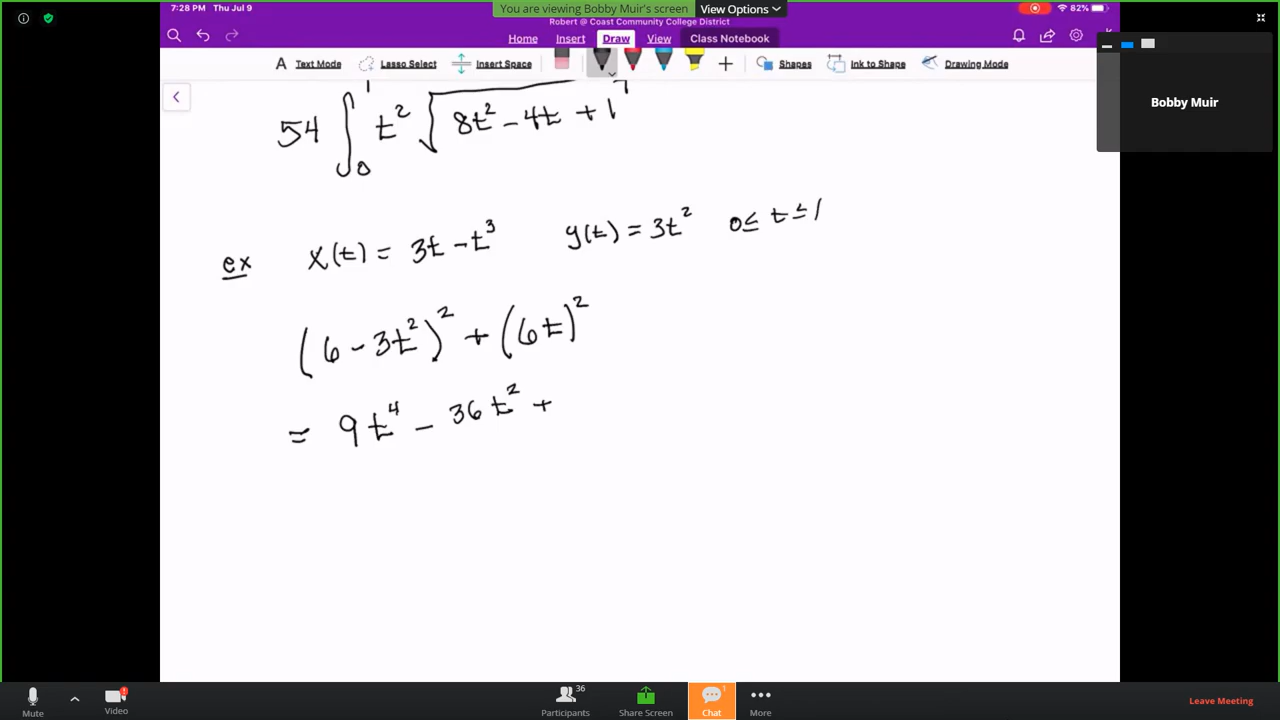 You are viewing Bobby Muir's screen View Options
7:28 PM Thu Jul 9
82%
Robert @ Coast Community College District
Home Insert Draw View Class Notebook
A Text Mode Lasso Select Insert Space Shapes Ink to Shape Drawing Mode
Bobby Muir
54 ∫₀¹ t² √(8t² - 4t + 1)
ex x(t) = 3t - t³ y(t) = 3t² 0 ≤ t ≤ 1
(6 - 3t²)² + (6t)²
= 9t⁴ - 36t² +
Mute Video Participants 36 Share Screen Chat 1 More Leave Meeting